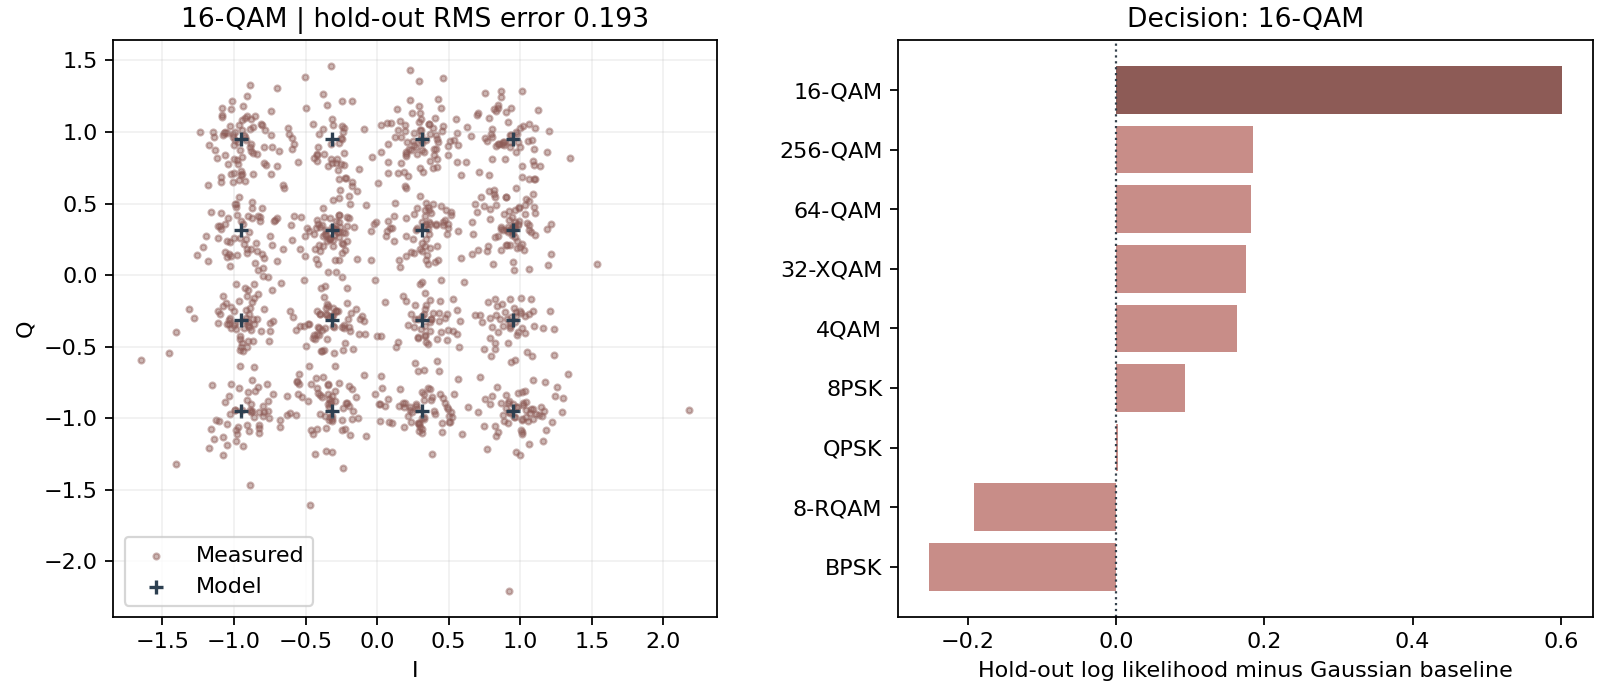 16-QAM | hold-out RMS error 0.193
1.5
1.0
0.5
0.0
−0.5
−1.0
−1.5
−2.0
Q
Measured
Model
−1.5
−1.0
−0.5
0.0
0.5
1.0
1.5
2.0
I
Decision: 16-QAM
16-QAM
256-QAM
64-QAM
32-XQAM
4QAM
8PSK
QPSK
8-RQAM
BPSK
−0.2
0.0
0.2
0.4
0.6
Hold-out log likelihood minus Gaussian baseline